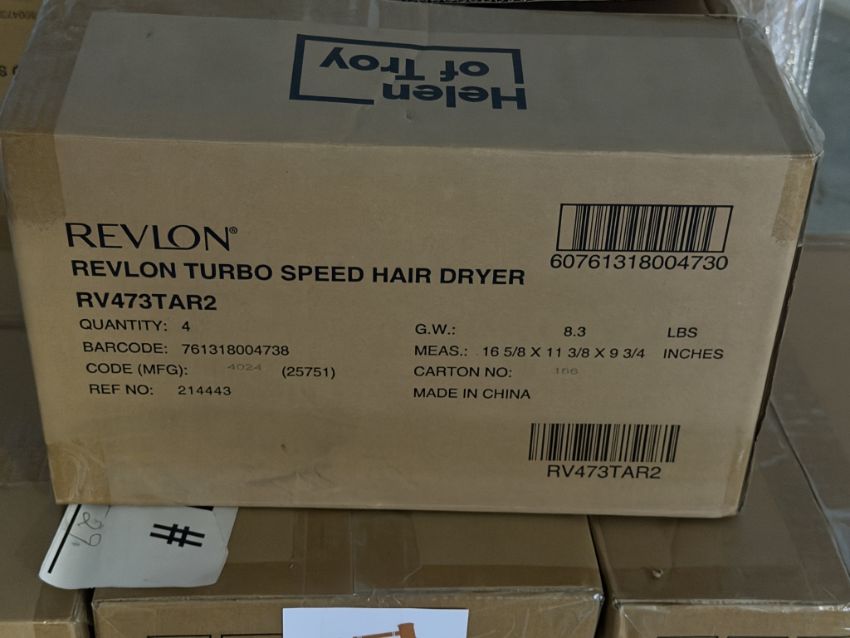 Helen
of Troy
REVLON®
REVLON TURBO SPEED HAIR DRYER
RV473TAR2
QUANTITY: 4
BARCODE: 761318004738
CODE (MFG): 4024 (25751)
REF NO: 214443
60761318004730
G.W.: 8.3 LBS
MEAS.: 16 5/8 X 11 3/8 X 9 3/4 INCHES
CARTON NO: 166
MADE IN CHINA
RV473TAR2
#
29